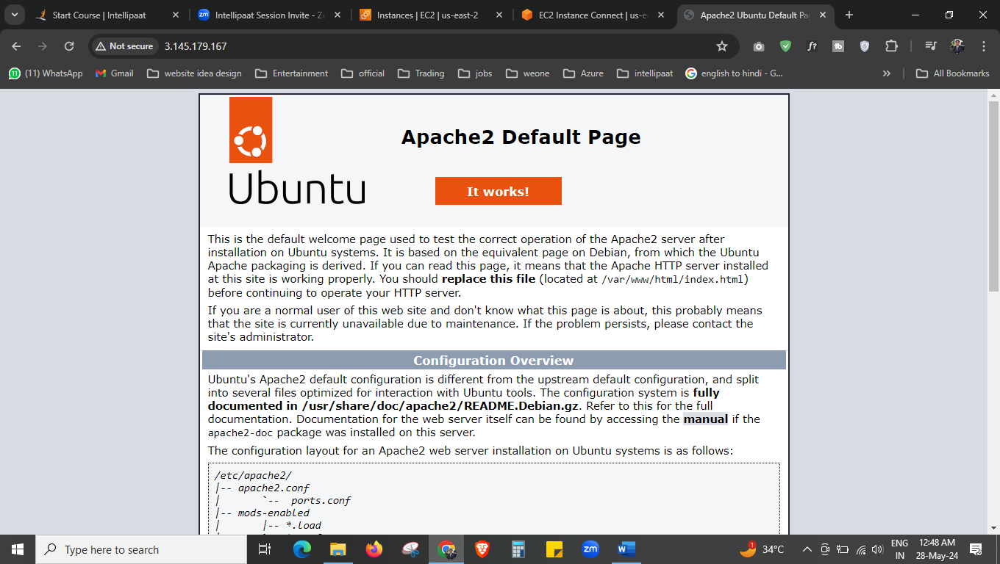 Start Course | Intellipaat
zm
Intellipaat Session Invite - Zo
Instances | EC2 | us-east-2
EC2 Instance Connect | us-ea
Apache2 Ubuntu Default Pa
Not secure
3.145.179.167
f?
(11) WhatsApp
Gmail
website idea design
Entertainment
official
Trading
jobs
weone
Azure
intellipaat
english to hindi - G...
All Bookmarks
Ubuntu
Apache2 Default Page
It works!
This is the default welcome page used to test the correct operation of the Apache2 server after
installation on Ubuntu systems. It is based on the equivalent page on Debian, from which the Ubuntu
Apache packaging is derived. If you can read this page, it means that the Apache HTTP server installed
at this site is working properly. You should replace this file (located at /var/www/html/index.html)
before continuing to operate your HTTP server.
If you are a normal user of this web site and don't know what this page is about, this probably means
that the site is currently unavailable due to maintenance. If the problem persists, please contact the
site's administrator.
Configuration Overview
Ubuntu's Apache2 default configuration is different from the upstream default configuration, and split
into several files optimized for interaction with Ubuntu tools. The configuration system is fully
documented in /usr/share/doc/apache2/README.Debian.gz. Refer to this for the full
documentation. Documentation for the web server itself can be found by accessing the manual if the
apache2-doc package was installed on this server.
The configuration layout for an Apache2 web server installation on Ubuntu systems is as follows:
/etc/apache2/
|-- apache2.conf
|       `--  ports.conf
|-- mods-enabled
|       |-- *.load
Type here to search
zm
1
34°C
ENG
IN
12:48 AM
28-May-24